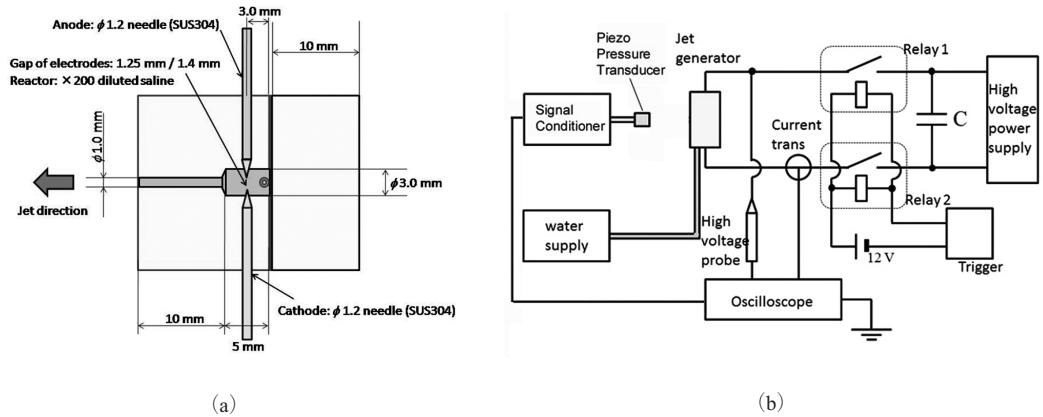 Anode: ϕ 1.2 needle (SUS304)
3.0 mm
10 mm
Gap of electrodes: 1.25 mm / 1.4 mm
Reactor: ×200 diluted saline
ϕ1.0 mm
ϕ3.0 mm
Jet direction
Cathode: ϕ 1.2 needle (SUS304)
10 mm
5 mm
(a)
Piezo
Pressure
Transducer
Jet
generator
Relay 1
Signal
Conditioner
Current
trans
C
High
voltage
power
supply
water
supply
High
voltage
probe
Relay 2
12 V
Trigger
Oscilloscope
(b)